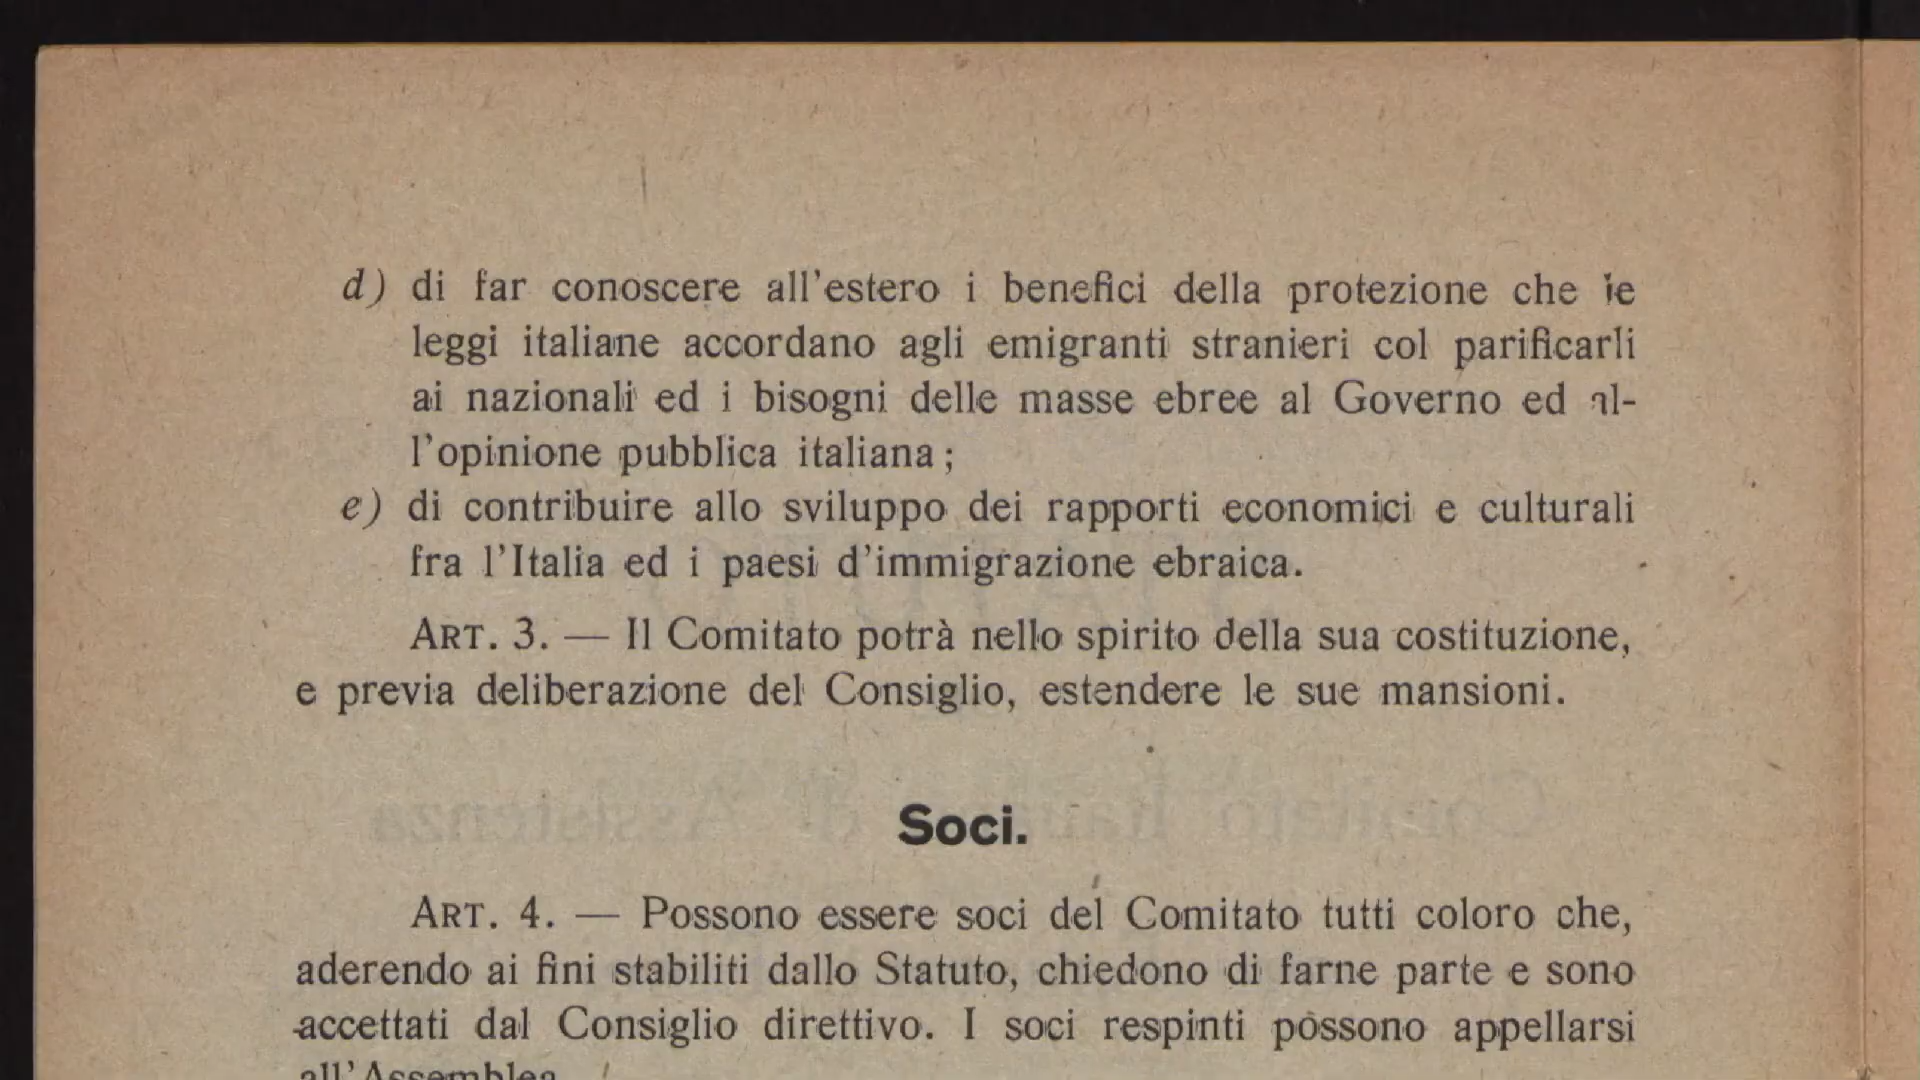 d) di far conoscere all'estero i benefici della protezione che le
leggi italiane accordano agli emigranti stranieri col parificarli
ai nazionali ed i bisogni delle masse ebree al Governo ed al-
l'opinione pubblica italiana;
e) di contribuire allo sviluppo dei rapporti economici e culturali
fra l'Italia ed i paesi d'immigrazione ebraica.
ART. 3. — Il Comitato potrà nello spirito della sua costituzione,
e previa deliberazione del Consiglio, estendere le sue mansioni.
Soci.
ART. 4. — Possono essere soci del Comitato tutti coloro che,
aderendo ai fini stabiliti dallo Statuto, chiedono di farne parte e sono
accettati dal Consiglio direttivo. I soci respinti possono appellarsi
all'Assemblea.